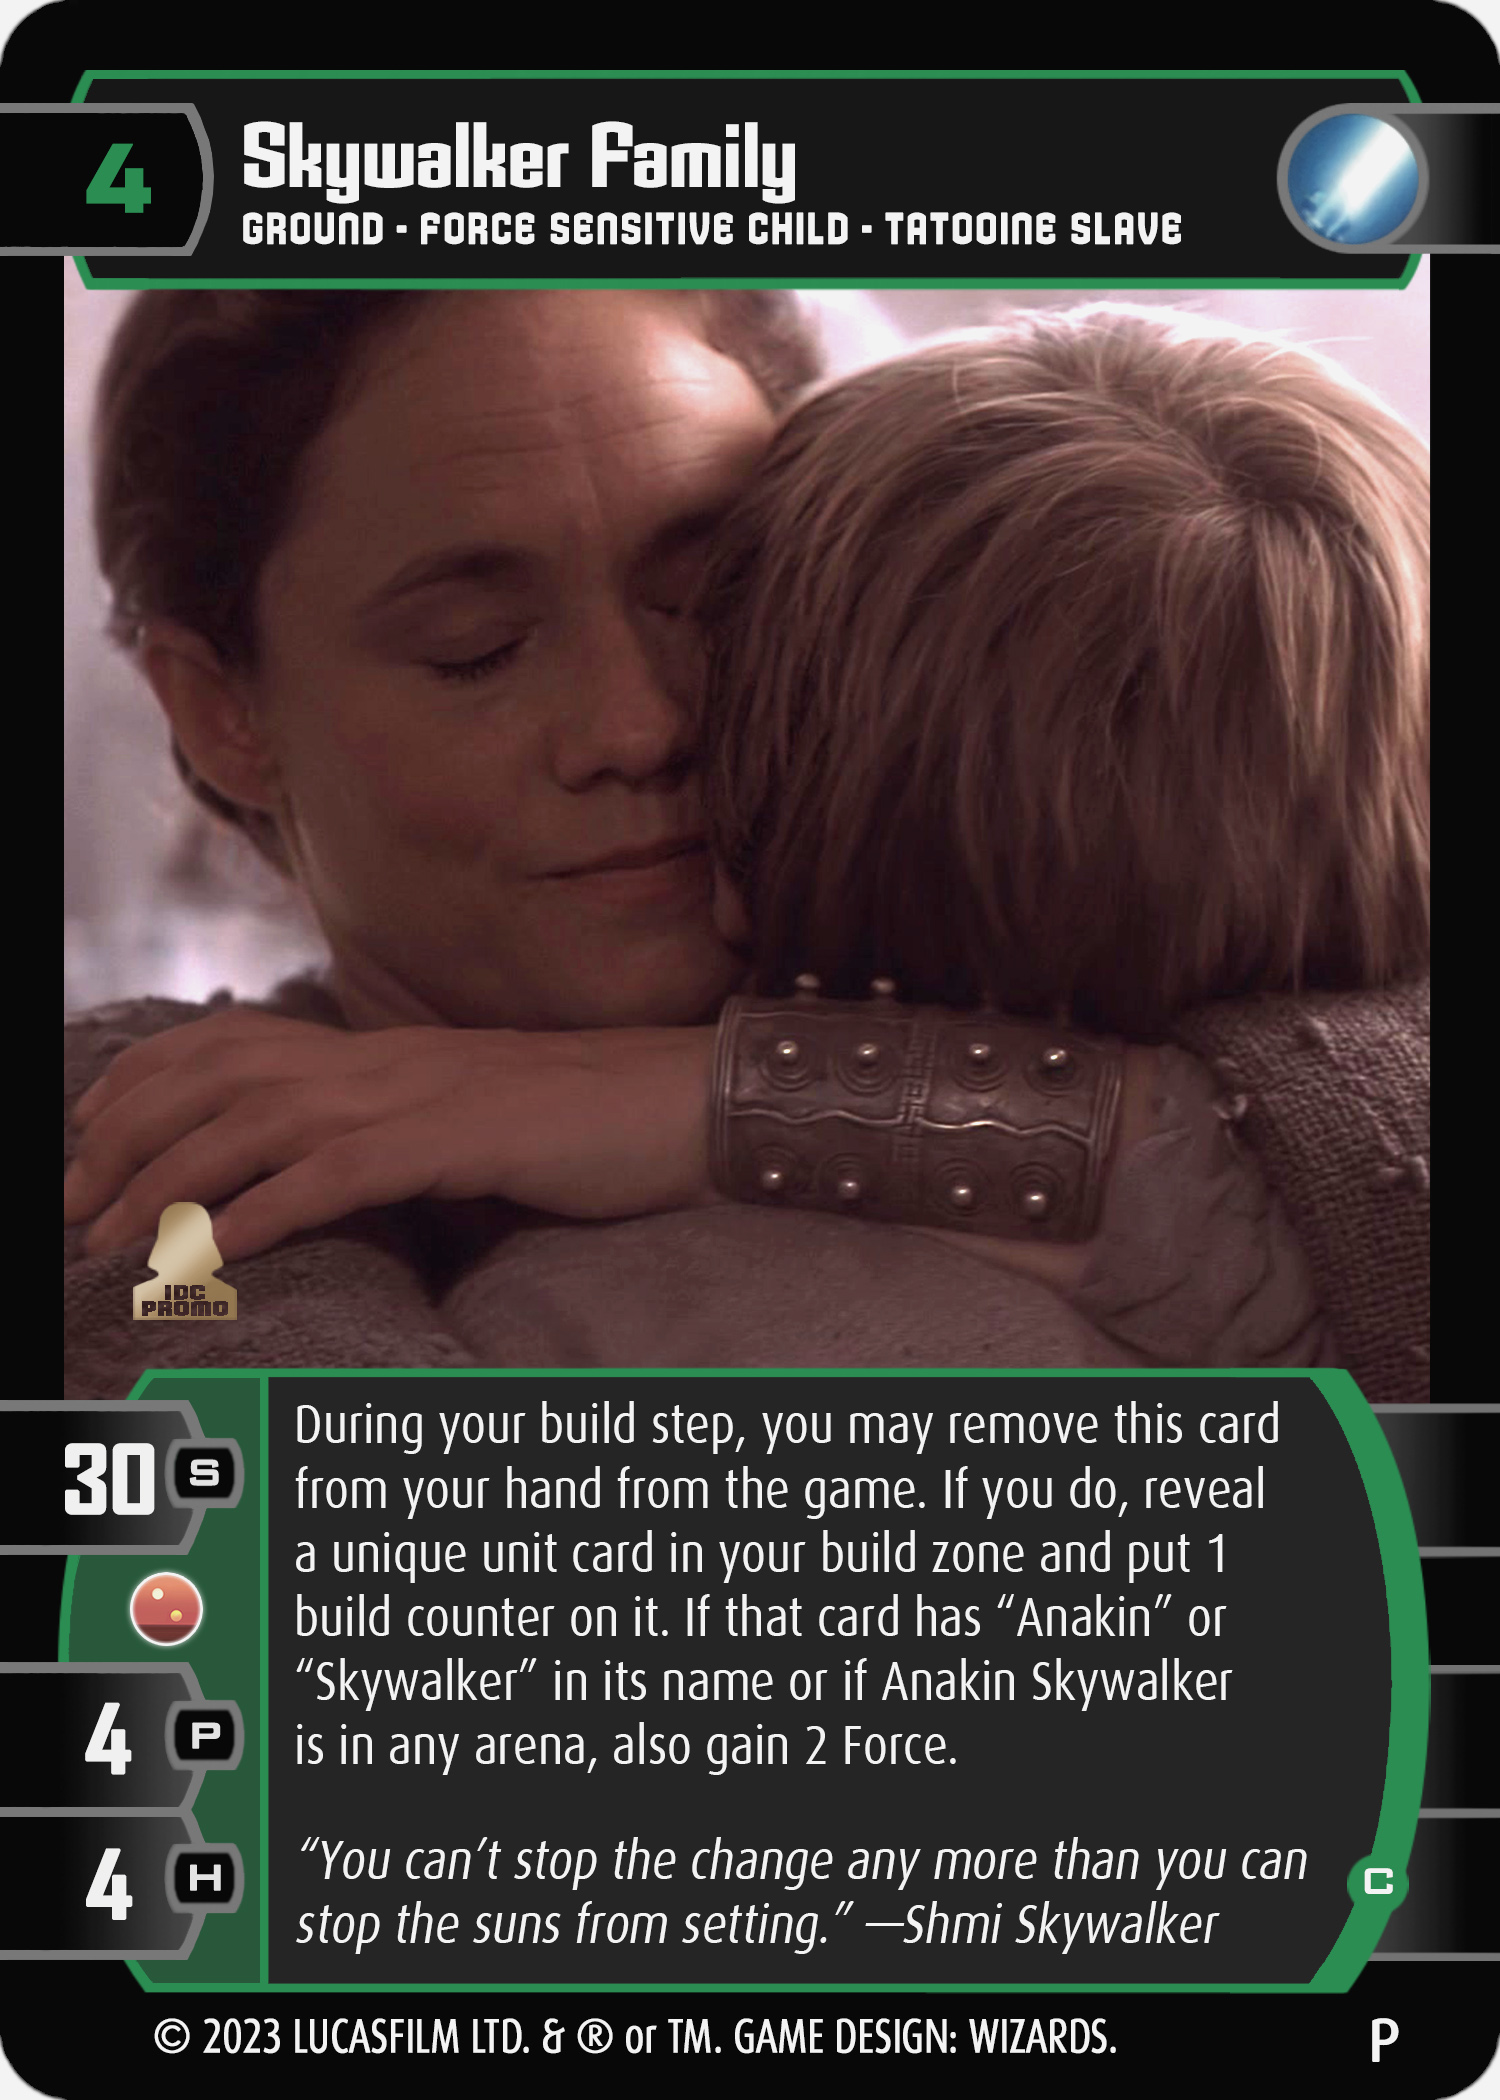 4
Skywalker Family
GROUND - FORCE SENSITIVE CHILD - TATOOINE SLAVE
IDC
PROMO
30 S
4 P
4 H
During your build step, you may remove this card
from your hand from the game. If you do, reveal
a unique unit card in your build zone and put 1
build counter on it. If that card has “Anakin” or
“Skywalker” in its name or if Anakin Skywalker
is in any arena, also gain 2 Force.
“You can’t stop the change any more than you can
stop the suns from setting.” —Shmi Skywalker
C
© 2023 LUCASFILM LTD. & ® or TM. GAME DESIGN: WIZARDS.
P